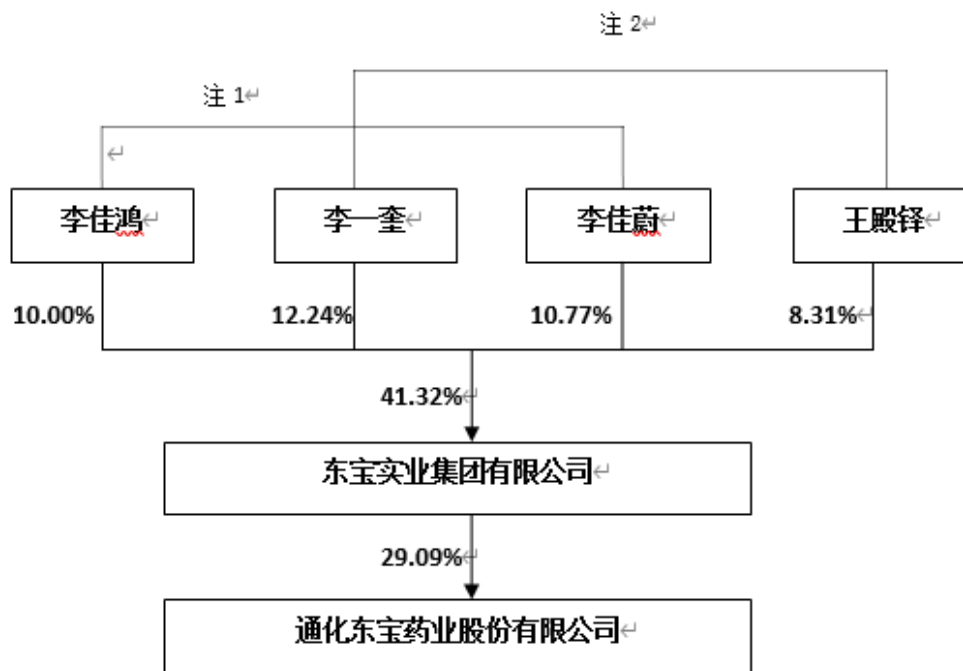 注 2
注 1
李佳鸿 李一奎 李佳蔚 王殿铎
10.00% 12.24% 10.77% 8.31%
41.32%
东宝实业集团有限公司
29.09%
通化东宝药业股份有限公司